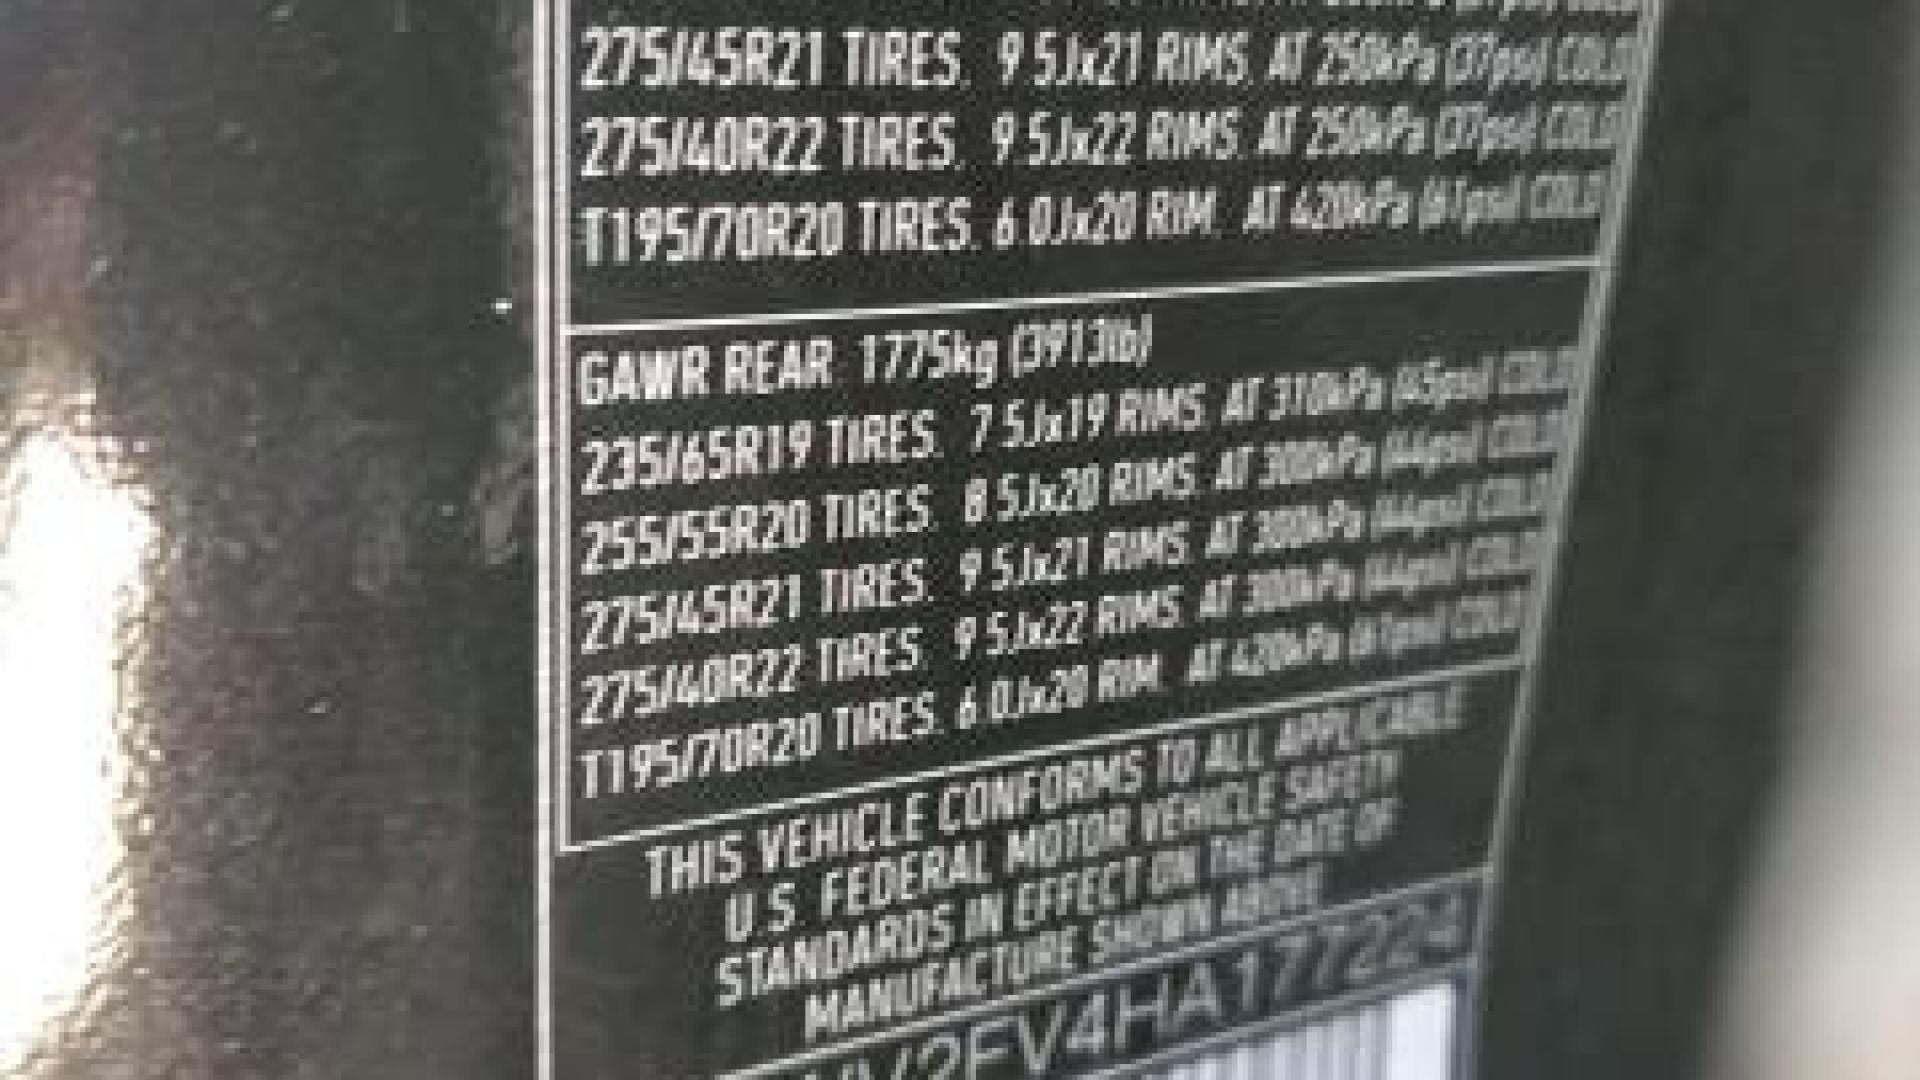 275/45R21 TIRES. 9.5Jx21 RIMS. AT 250kPa (37psi) COLD
275/40R22 TIRES. 9.5Jx22 RIMS. AT 250kPa (37psi) COLD
T195/70R20 TIRES. 6.0Jx20 RIM. AT 420kPa (61psi) COLD
GAWR REAR 1775kg (3913lb)
235/65R19 TIRES. 7.5Jx19 RIMS. AT 310kPa (45psi) COLD
255/55R20 TIRES. 8.5Jx20 RIMS. AT 300kPa (44psi) COLD
275/45R21 TIRES. 9.5Jx21 RIMS. AT 300kPa (44psi) COLD
275/40R22 TIRES. 9.5Jx22 RIMS. AT 300kPa (44psi) COLD
T195/70R20 TIRES. 6.0Jx20 RIM. AT 420kPa (61psi) COLD
THIS VEHICLE CONFORMS TO ALL APPLICABLE
U.S. FEDERAL MOTOR VEHICLE SAFETY
STANDARDS IN EFFECT ON THE DATE OF
MANUFACTURE SHOWN ABOVE
V2FV4HA177224